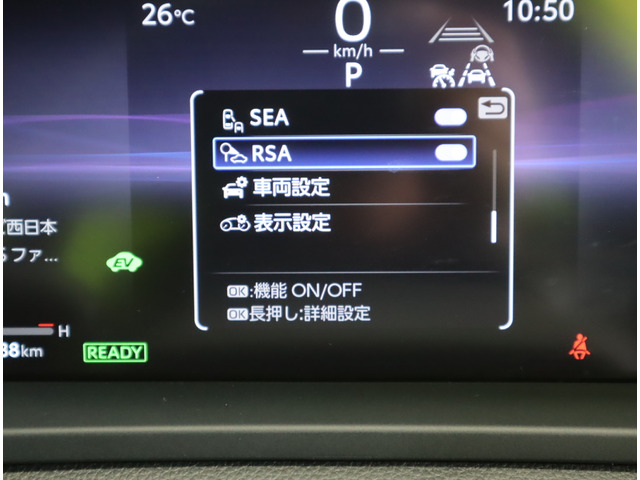 26℃
0
km/h
P
10:50
SEA
RSA
車両設定
表示設定
OK:機能 ON/OFF
OK長押し:詳細設定
西日本
ファ...
EV
H
km
READY